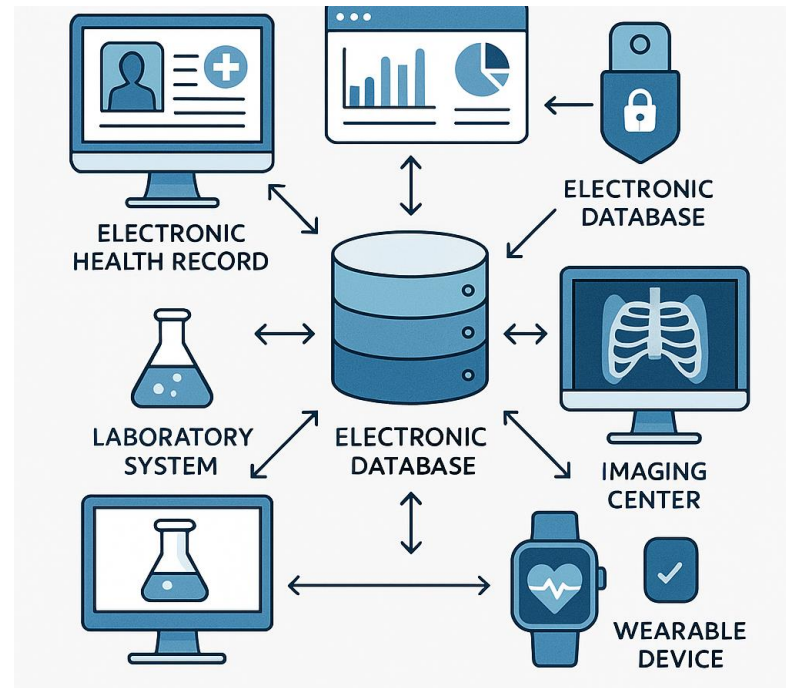 ELECTRONIC
HEALTH RECORD
ELECTRONIC
DATABASE
LABORATORY
SYSTEM
ELECTRONIC
DATABASE
IMAGING
CENTER
WEARABLE
DEVICE